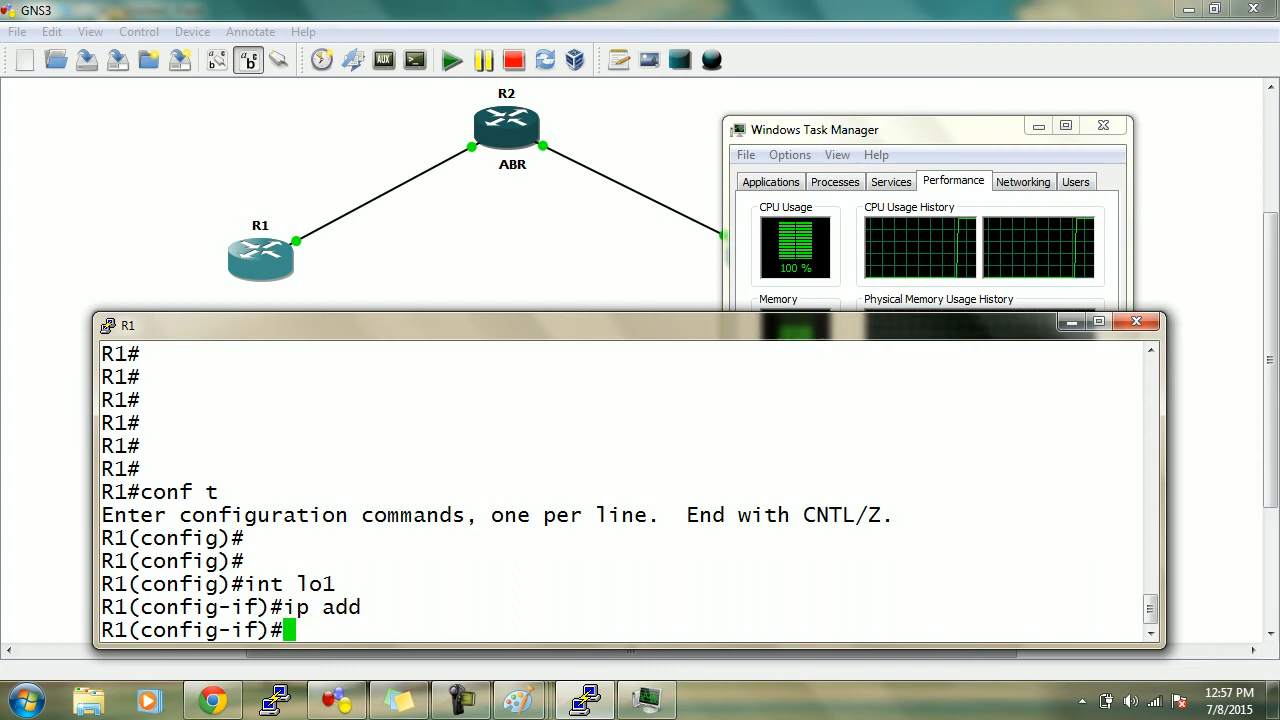 GNS3
File Edit View Control Device Annotate Help
R2
ABR
R1
Windows Task Manager
File Options View Help
Applications Processes Services Performance Networking Users
CPU Usage CPU Usage History
100 %
Memory Physical Memory Usage History
R1
R1#
R1#
R1#
R1#
R1#
R1#
R1#conf t
Enter configuration commands, one per line.  End with CNTL/Z.
R1(config)#
R1(config)#
R1(config)#int lo1
R1(config-if)#ip add
R1(config-if)#
12:57 PM
7/8/2015